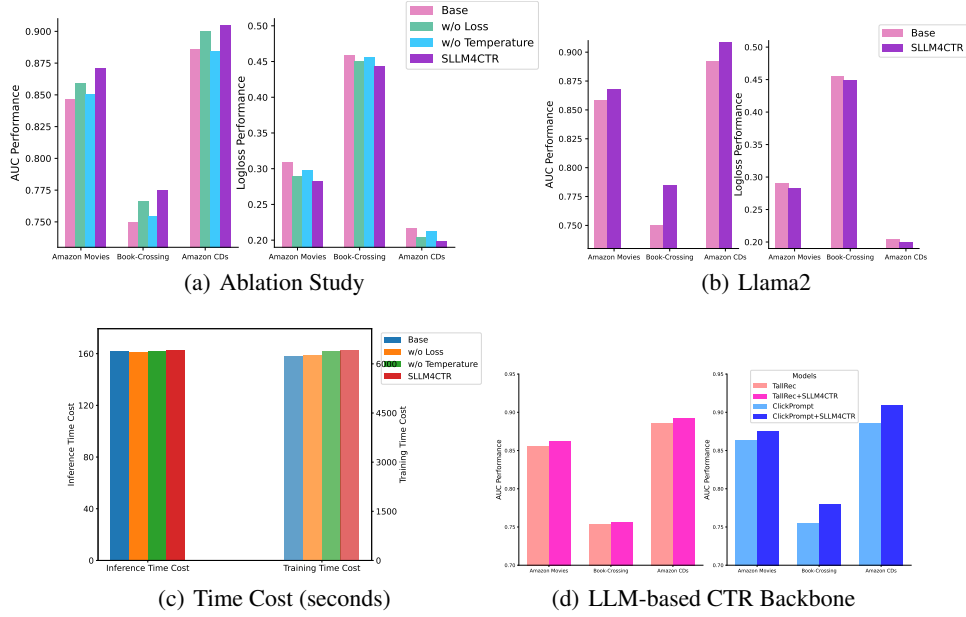 Base
w/o Loss
w/o Temperature
SLLM4CTR
AUC Performance
0.900
0.875
0.850
0.825
0.800
0.775
0.750
Amazon Movies Book-Crossing Amazon CDs
Logloss Performance
0.50
0.45
0.40
0.35
0.30
0.25
0.20
Amazon Movies Book-Crossing Amazon CDs
(a) Ablation Study
Base
SLLM4CTR
AUC Performance
0.900
0.875
0.850
0.825
0.800
0.775
0.750
Amazon Movies Book-Crossing Amazon CDs
Logloss Performance
0.50
0.45
0.40
0.35
0.30
0.25
0.20
Amazon Movies Book-Crossing Amazon CDs
(b) Llama2
Base
w/o Loss
w/o Temperature
SLLM4CTR
Inference Time Cost
160
120
80
40
0
Inference Time Cost Training Time Cost
6000
4500
3000
1500
0
Training Time Cost
(c) Time Cost (seconds)
TallRec
TallRec+SLLM4CTR
AUC Performance
0.95
0.90
0.85
0.80
0.75
0.70
Amazon Movies Book-Crossing Amazon CDs
Models
TallRec
TallRec+SLLM4CTR
ClickPrompt
ClickPrompt+SLLM4CTR
AUC Performance
0.95
0.90
0.85
0.80
0.75
0.70
Amazon Movies Book-Crossing Amazon CDs
(d) LLM-based CTR Backbone